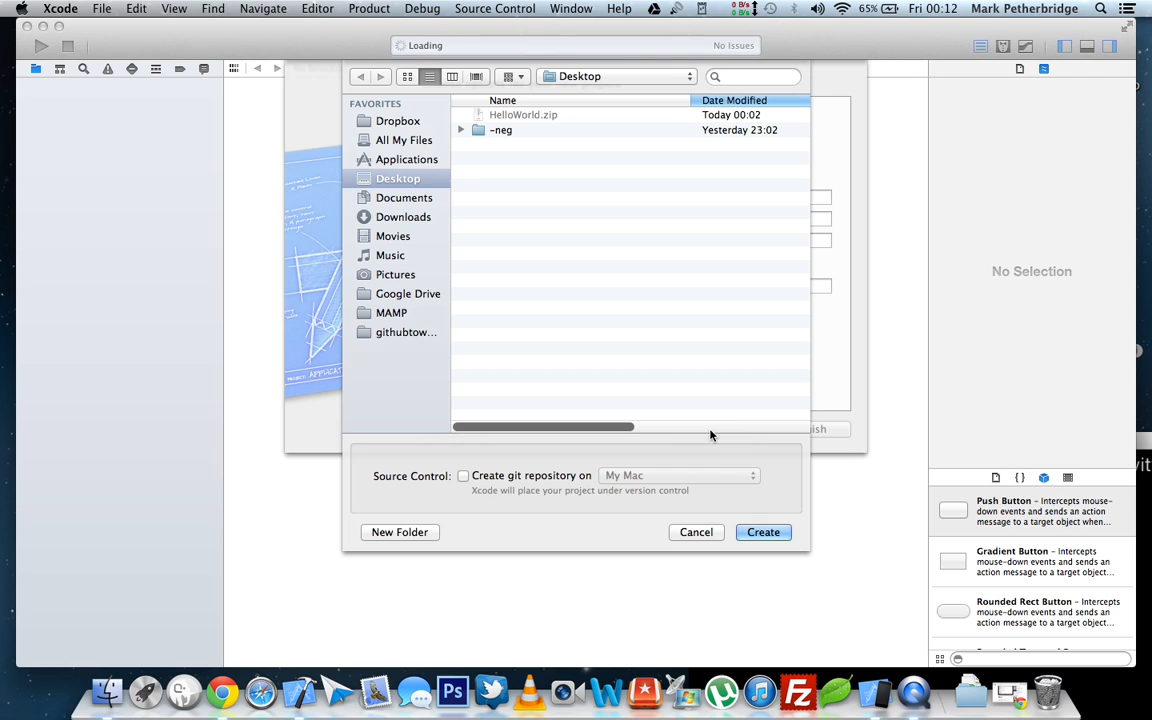 Xcode File Edit View Find Navigate Editor Product Debug Source Control Window Help
0 B/s
0 B/s
65% Fri 00:12 Mark Petherbridge
Loading No Issues
Desktop
FAVORITES
Dropbox
All My Files
Applications
Desktop
Documents
Downloads
Movies
Music
Pictures
Google Drive
MAMP
githubtow...
Name Date Modified
HelloWorld.zip Today 00:02
-neg Yesterday 23:02
ish
Source Control: Create git repository on My Mac
Xcode will place your project under version control
New Folder Cancel Create
No Selection
{ }
Push Button - Intercepts mouse-
down events and sends an action
message to a target object when...
Gradient Button - Intercepts
mouse-down events and sends an
action message to a target object...
Rounded Rect Button - Intercepts
mouse-down events and sends an
action message to a target object...
vit
Ps
W
Fz